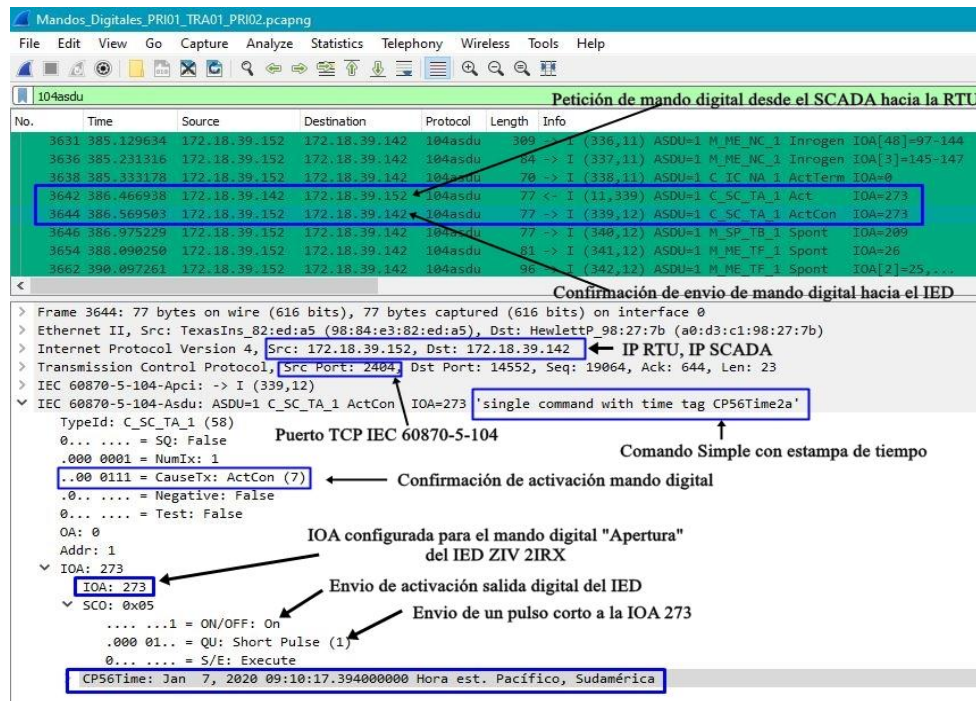 Mandos_Digitales_PRI01_TRA01_PRI02.pcapng
File Edit View Go Capture Analyze Statistics Telephony Wireless Tools Help
104asdu
Petición de mando digital desde el SCADA hacia la RTU
No. Time Source Destination Protocol Length Info
3631 385.129634 172.18.39.152 172.18.39.142 104asdu 309 -> I (336,11) ASDU=1 M_ME_NC_1 Inrogen IOA[48]=97-144
3636 385.231316 172.18.39.152 172.18.39.142 104asdu 84 -> I (337,11) ASDU=1 M_ME_NC_1 Inrogen IOA[3]=145-147
3638 385.333178 172.18.39.152 172.18.39.142 104asdu 70 -> I (338,11) ASDU=1 C_IC_NA_1 ActTerm IOA=0
3642 386.466938 172.18.39.142 172.18.39.152 104asdu 77 <- I (11,339) ASDU=1 C_SC_TA_1 Act IOA=273
3644 386.569503 172.18.39.152 172.18.39.142 104asdu 77 -> I (339,12) ASDU=1 C_SC_TA_1 ActCon IOA=273
3646 386.975229 172.18.39.152 172.18.39.142 104asdu 77 -> I (340,12) ASDU=1 M_SP_TB_1 Spont IOA=209
3654 388.090250 172.18.39.152 172.18.39.142 104asdu 81 -> I (341,12) ASDU=1 M_ME_TF_1 Spont IOA=26
3662 390.097261 172.18.39.152 172.18.39.142 104asdu 96 -> I (342,12) ASDU=1 M_ME_TF_1 Spont IOA[2]=25,...
Confirmación de envio de mando digital hacia el IED
Frame 3644: 77 bytes on wire (616 bits), 77 bytes captured (616 bits) on interface 0
Ethernet II, Src: TexasIns_82:ed:a5 (98:84:e3:82:ed:a5), Dst: HewlettP_98:27:7b (a0:d3:c1:98:27:7b)
Internet Protocol Version 4, Src: 172.18.39.152, Dst: 172.18.39.142 IP RTU, IP SCADA
Transmission Control Protocol, Src Port: 2404, Dst Port: 14552, Seq: 19064, Ack: 644, Len: 23
IEC 60870-5-104-Apci: -> I (339,12)
IEC 60870-5-104-Asdu: ASDU=1 C_SC_TA_1 ActCon IOA=273 'single command with time tag CP56Time2a'
TypeId: C_SC_TA_1 (58)
0... .... = SQ: False
Puerto TCP IEC 60870-5-104
.000 0001 = NumIx: 1
Comando Simple con estampa de tiempo
..00 0111 = CauseTx: ActCon (7)
Confirmación de activación mando digital
.0.. .... = Negative: False
0... .... = Test: False
OA: 0
IOA configurada para el mando digital "Apertura"
del IED ZIV 2IRX
Addr: 1
IOA: 273
IOA: 273
Envio de activación salida digital del IED
SCO: 0x05
Envio de un pulso corto a la IOA 273
.... ...1 = ON/OFF: On
.000 01.. = QU: Short Pulse (1)
0... .... = S/E: Execute
CP56Time: Jan 7, 2020 09:10:17.394000000 Hora est. Pacífico, Sudamérica